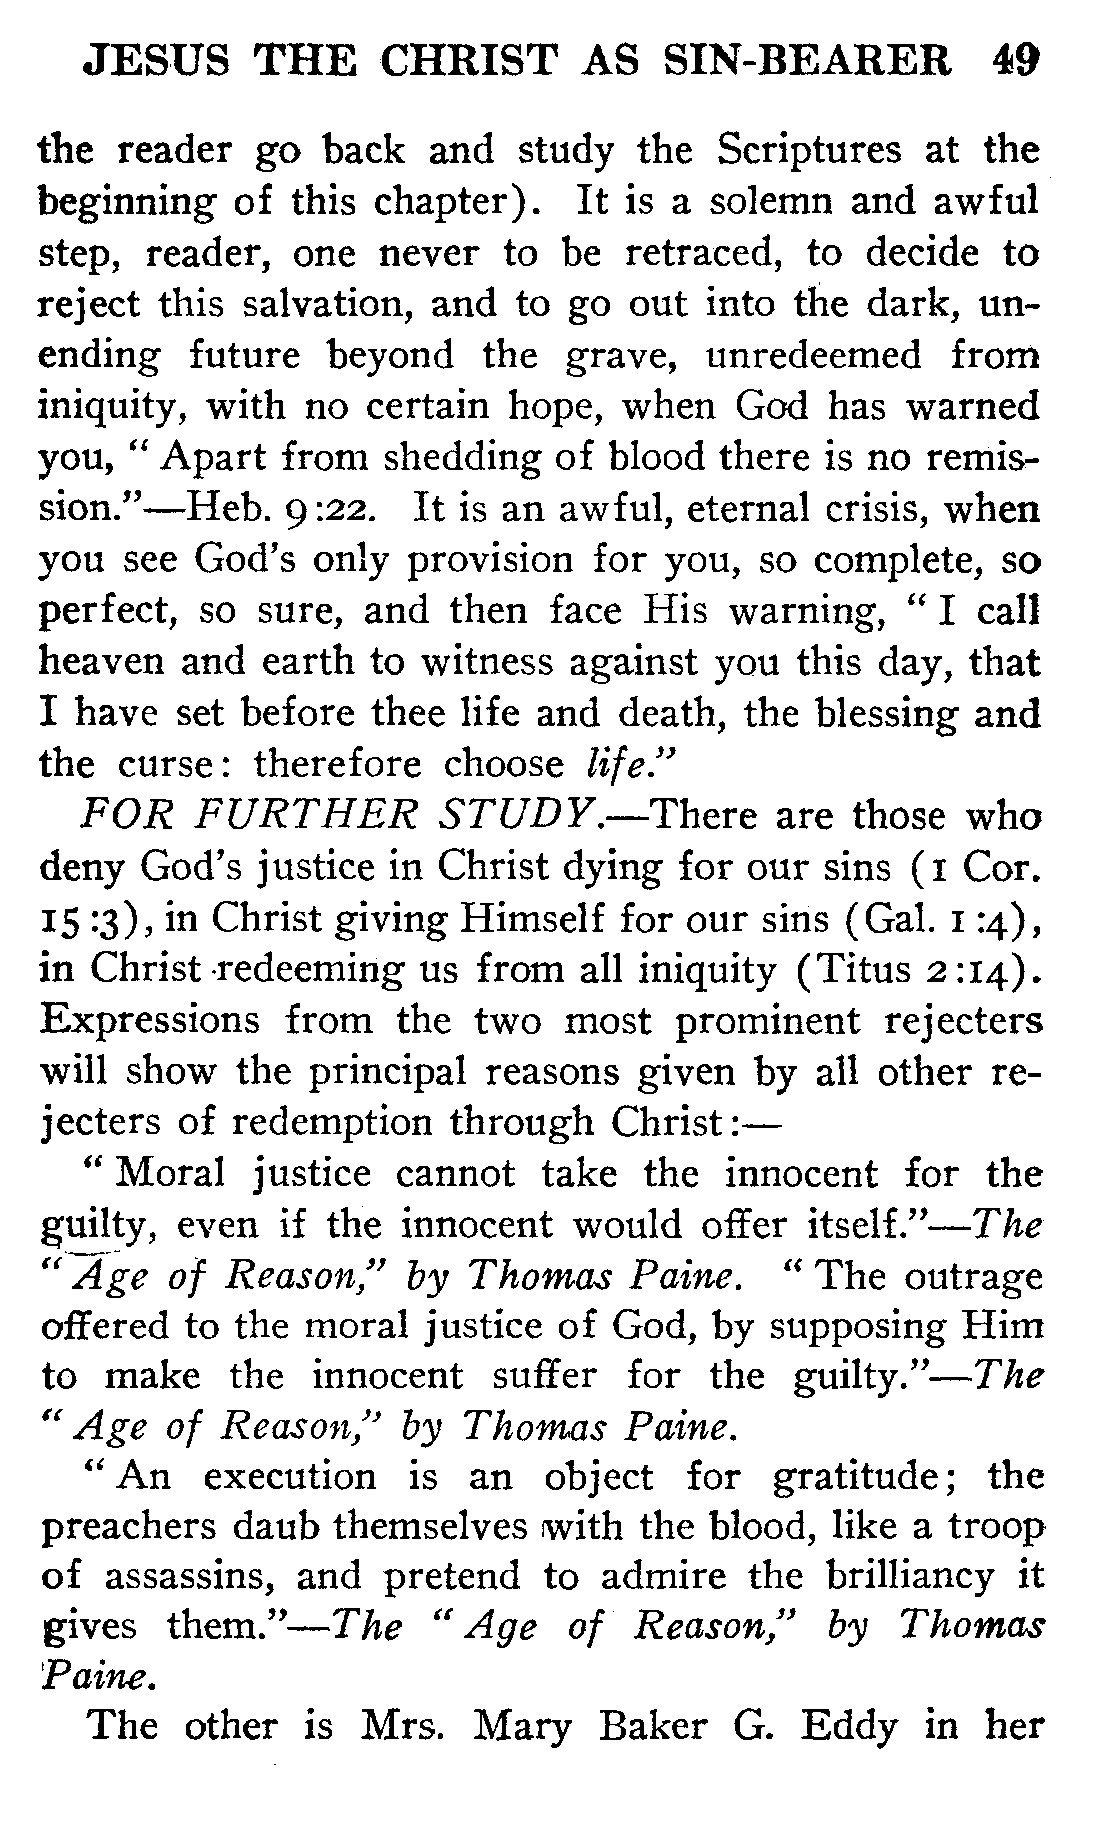 JESUS THE CHRIST AS SIN-BEARER 49
the reader go back and study the Scriptures at the
beginning of this chapter). It is a solemn and awful
step, reader, one never to be retraced, to decide to
reject this salvation, and to go out into the dark, un-
ending future beyond the grave, unredeemed from
iniquity, with no certain hope, when God has warned
you, “ Apart from shedding of blood there is no remis-
sion.”—Heb. 9:22. It is an awful, eternal crisis, when
you see God’s only provision for you, so complete, so
perfect, so sure, and then face His warning, “ I call
heaven and earth to witness against you this day, that
I have set before thee life and death, the blessing and
the curse: therefore choose life.”
FOR FURTHER STUDY.—There are those who
deny God’s justice in Christ dying for our sins (1 Cor.
15:3), in Christ giving Himself for our sins (Gal. 1:4),
in Christ redeeming us from all iniquity (Titus 2:14).
Expressions from the two most prominent rejecters
will show the principal reasons given by all other re-
jecters of redemption through Christ:—
“ Moral justice cannot take the innocent for the
guilty, even if the innocent would offer itself.”—The
“ Age of Reason,” by Thomas Paine. “ The outrage
offered to the moral justice of God, by supposing Him
to make the innocent suffer for the guilty.”—The
“ Age of Reason,” by Thomas Paine.
“ An execution is an object for gratitude; the
preachers daub themselves with the blood, like a troop
of assassins, and pretend to admire the brilliancy it
gives them.”—The “ Age of Reason,” by Thomas
Paine.
The other is Mrs. Mary Baker G. Eddy in her